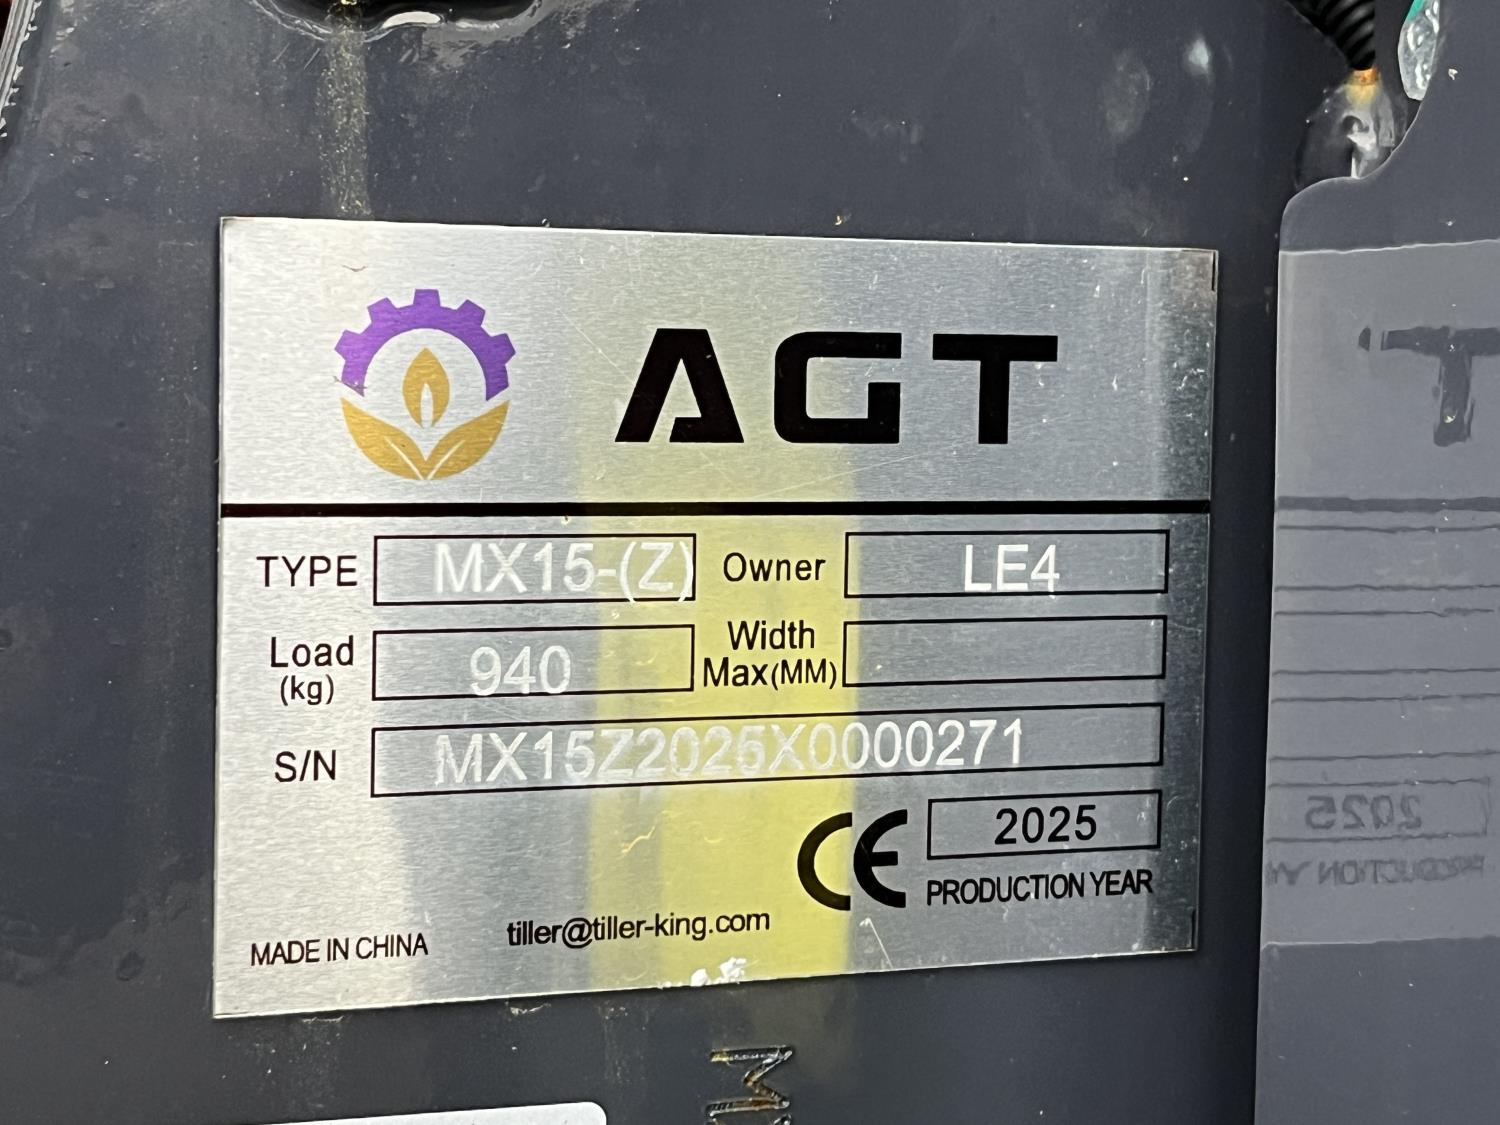 AGT
TYPE MX15-(Z) Owner LE4
Load (kg) 940 Width Max(MM)
S/N MX15Z2025X0000271
CE 2025
PRODUCTION YEAR
MADE IN CHINA tiller@tiller-king.com
M
T
2025
PRODUCTION